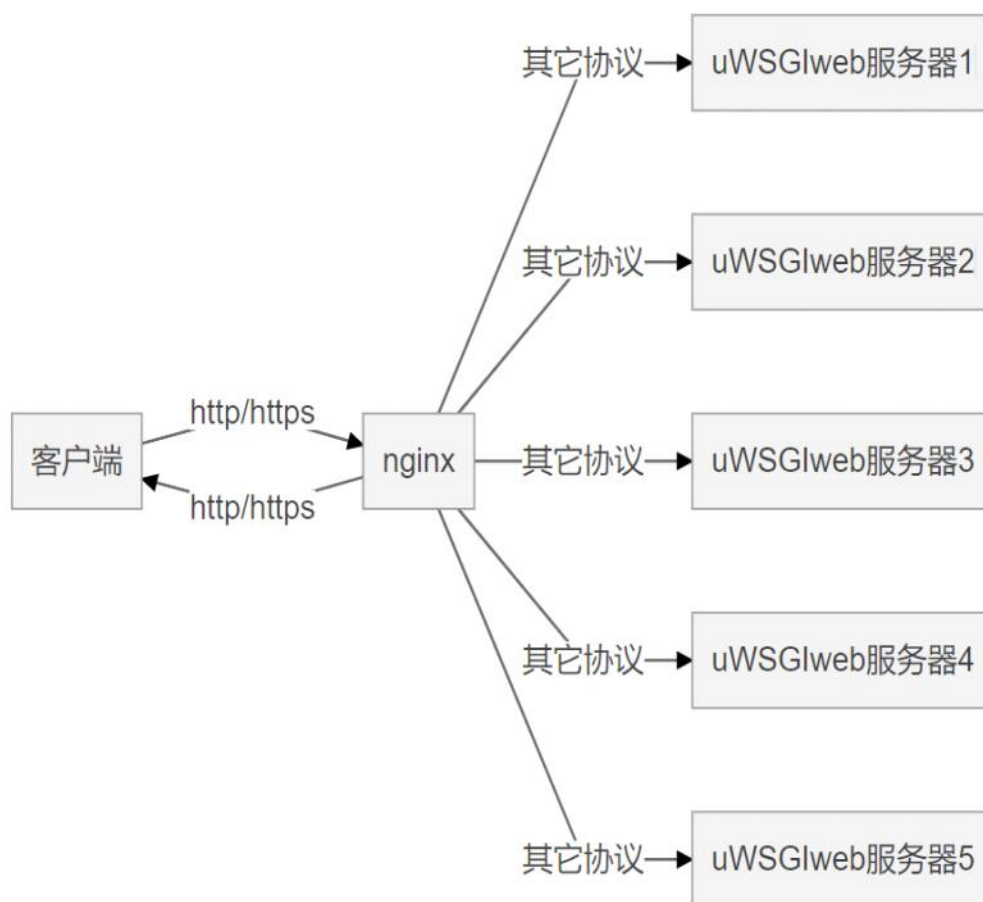 其它协议
uWSGIweb服务器1
其它协议
uWSGIweb服务器2
http/https
客户端
nginx
其它协议
uWSGIweb服务器3
http/https
其它协议
uWSGIweb服务器4
其它协议
uWSGIweb服务器5